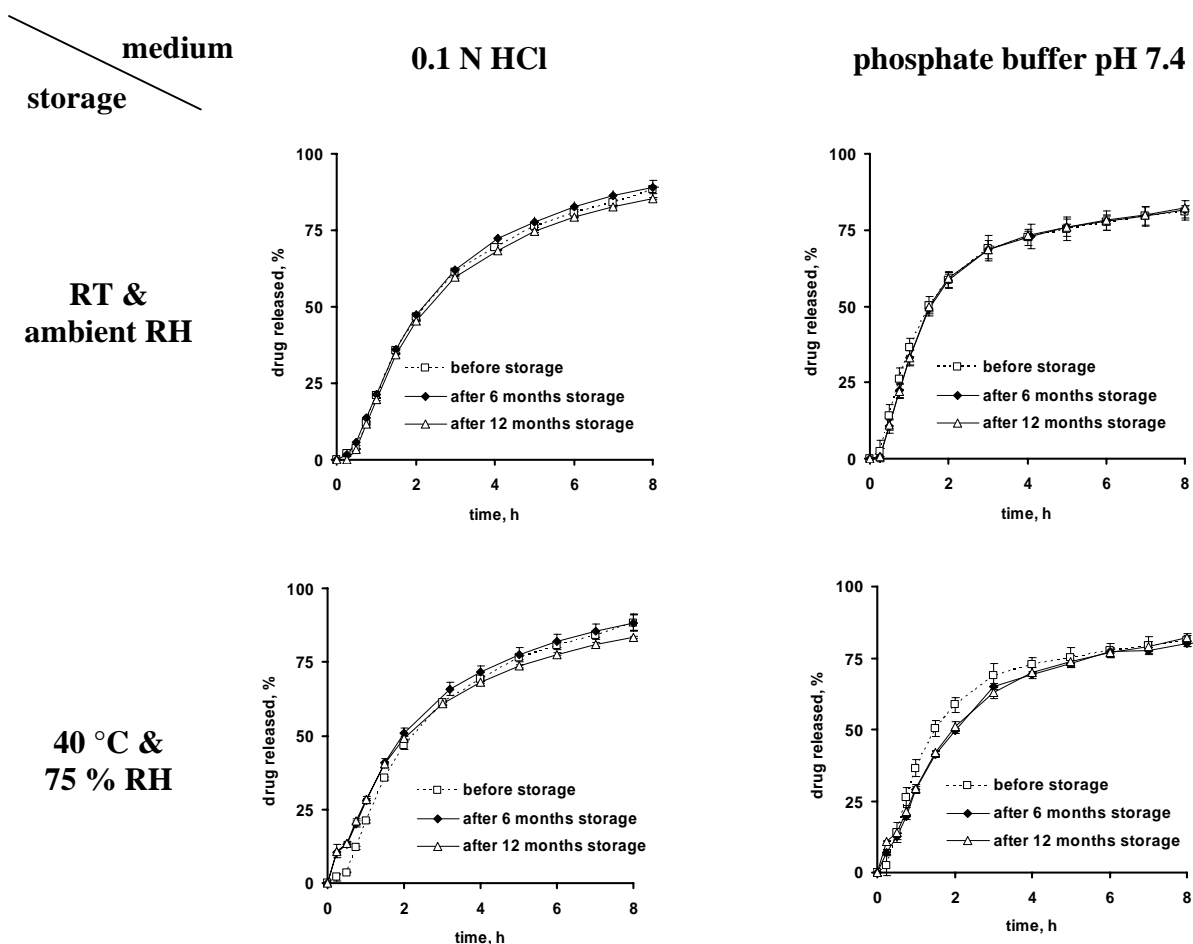 medium
storage
0.1 N HCl
phosphate buffer pH 7.4
RT &
ambient RH
drug released, %
100
75
50
25
0
before storage
after 6 months storage
after 12 months storage
0 2 4 6 8
time, h
drug released, %
100
75
50
25
0
before storage
after 6 months storage
after 12 months storage
0 2 4 6 8
time, h
40 °C &
75 % RH
drug released, %
100
75
50
25
0
before storage
after 6 months storage
after 12 months storage
0 2 4 6 8
time, h
drug released, %
100
75
50
25
0
before storage
after 6 months storage
after 12 months storage
0 2 4 6 8
time, h